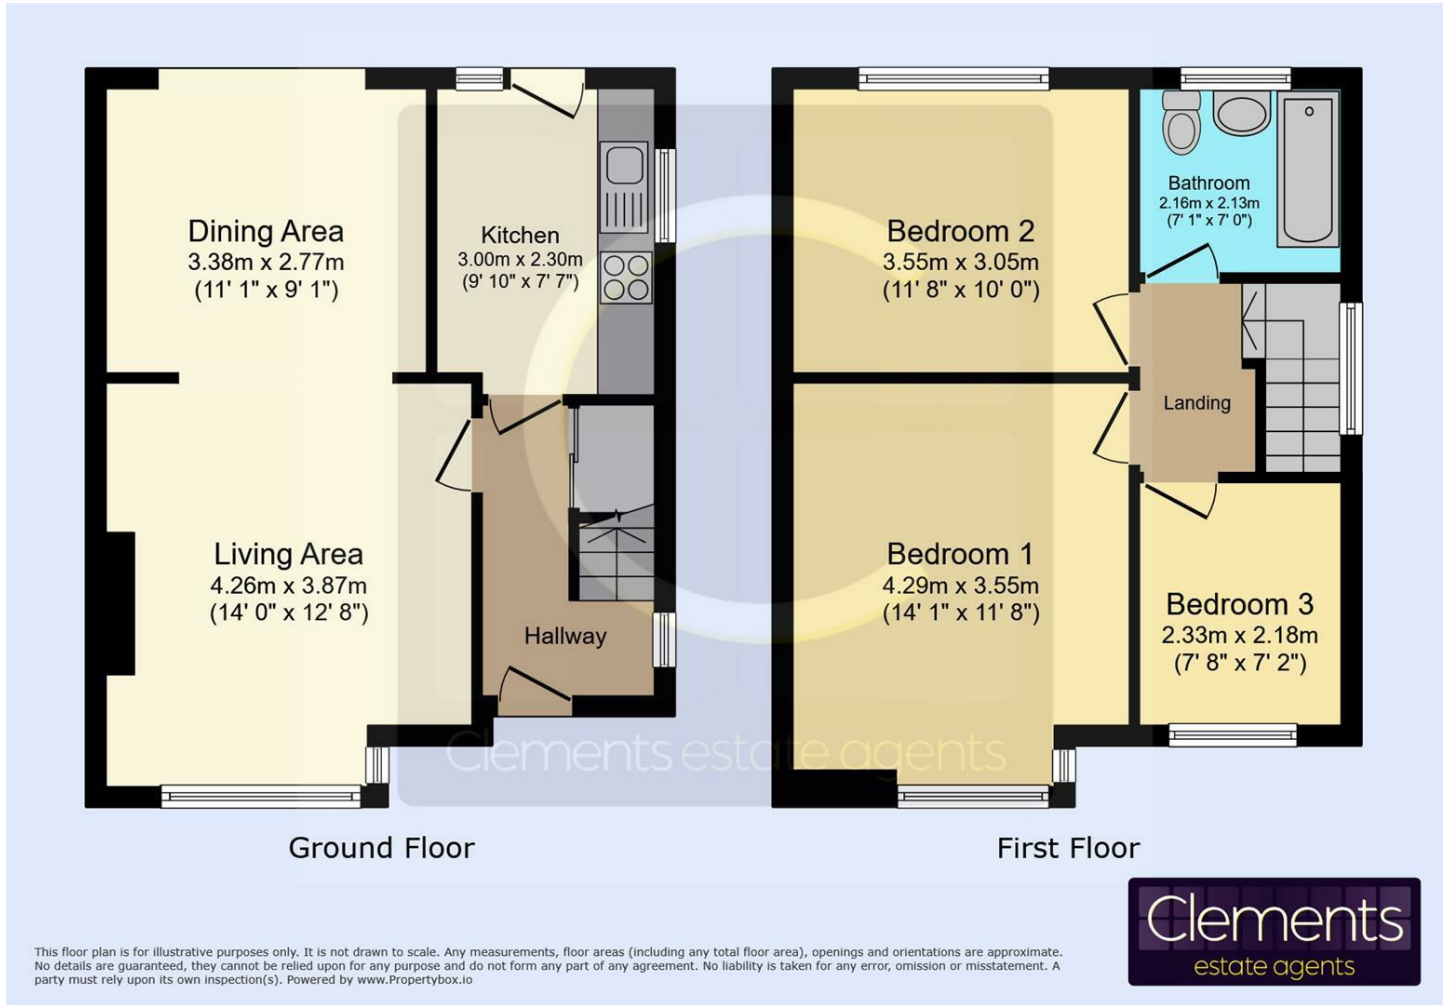 Dining Area
3.38m x 2.77m
(11' 1" x 9' 1")
Kitchen
3.00m x 2.30m
(9' 10" x 7' 7")
Living Area
4.26m x 3.87m
(14' 0" x 12' 8")
Hallway
Ground Floor
Bedroom 2
3.55m x 3.05m
(11' 8" x 10' 0")
Bathroom
2.16m x 2.13m
(7' 1" x 7' 0")
Landing
Bedroom 1
4.29m x 3.55m
(14' 1" x 11' 8")
Bedroom 3
2.33m x 2.18m
(7' 8" x 7' 2")
First Floor
Clements estate agents
Clements
estate agents
This floor plan is for illustrative purposes only. It is not drawn to scale. Any measurements, floor areas (including any total floor area), openings and orientations are approximate.
No details are guaranteed, they cannot be relied upon for any purpose and do not form any part of any agreement. No liability is taken for any error, omission or misstatement. A
party must rely upon its own inspection(s). Powered by www.Propertybox.io